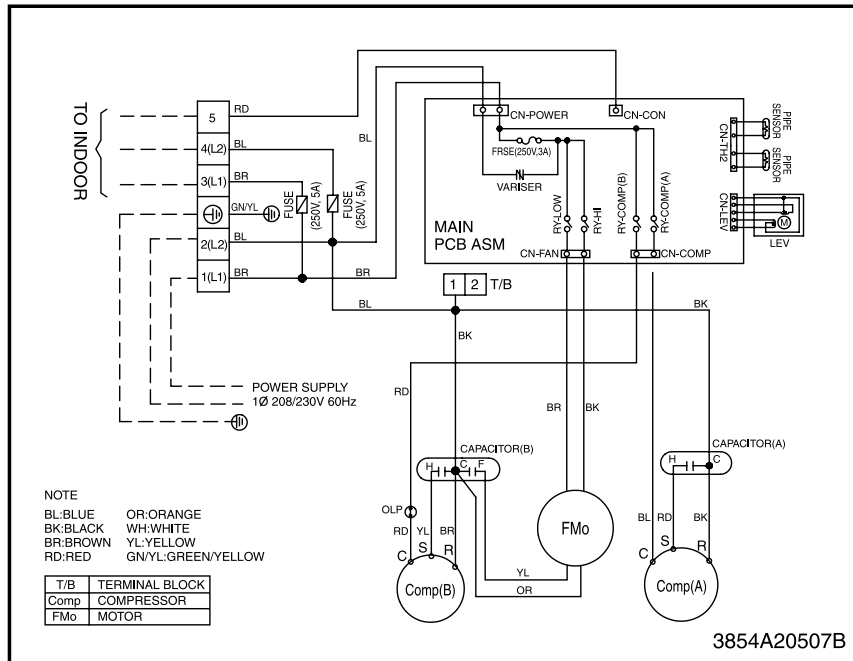 TO INDOOR
5
4(L2)
3(L1)
2(L2)
1(L1)
RD
BL
BR
GN/YL
BL
BR
FUSE
(250V, 5A)
FUSE
(250V, 5A)
BL
BR
BL
CN-POWER
CN-CON
FRSE(250V,3A)
VARISER
RY-LOW
RY-HI
RY-COMP(B)
RY-COMP(A)
MAIN
PCB ASM
CN-FAN
CN-COMP
CN-TH2
PIPE
SENSOR
PIPE
SENSOR
CN-LEV
M
LEV
1 2 T/B
BK
BK
POWER SUPPLY
1Ø 208/230V 60Hz
RD
BR
BK
CAPACITOR(B)
H C F
CAPACITOR(A)
H C
OLP
RD YL BR
C S R
Comp(B)
FMo
YL
OR
BL RD BK
C S R
Comp(A)
NOTE
BL:BLUE OR:ORANGE
BK:BLACK WH:WHITE
BR:BROWN YL:YELLOW
RD:RED GN/YL:GREEN/YELLOW
T/B TERMINAL BLOCK
Comp COMPRESSOR
FMo MOTOR
3854A20507B